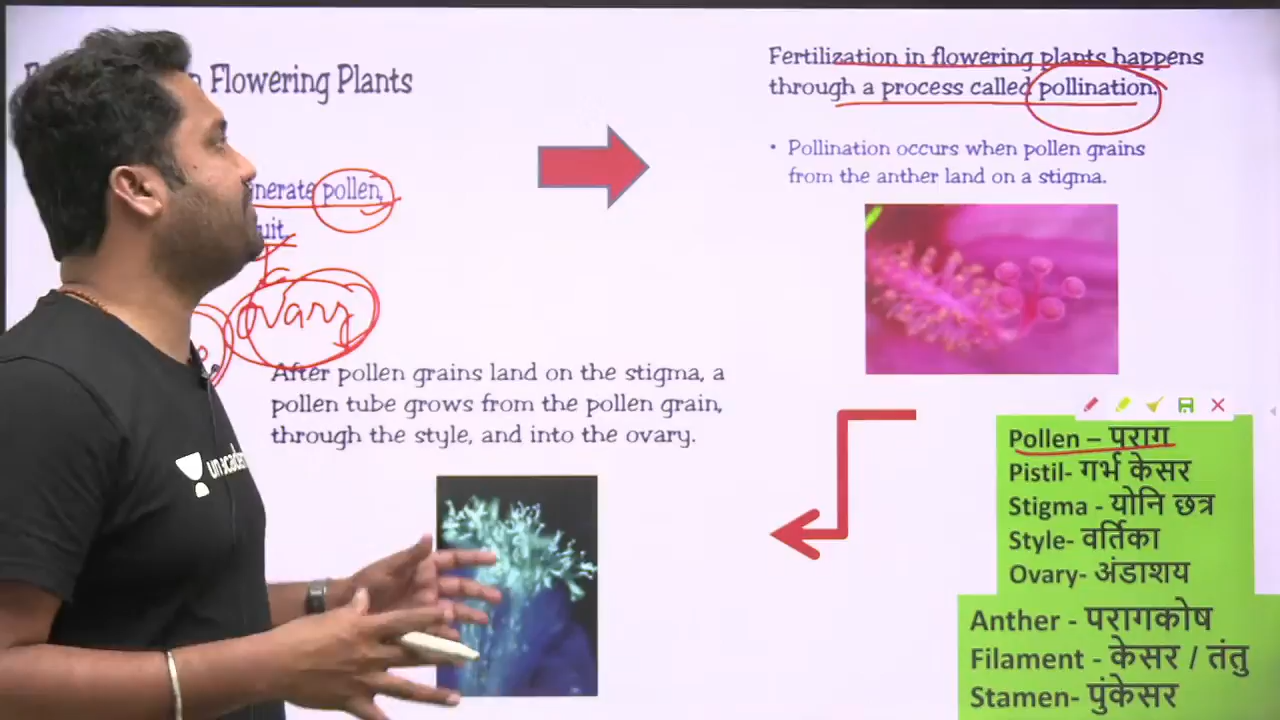 in Flowering Plants
pollen,
ovary
After pollen grains land on the stigma, a
pollen tube grows from the pollen grain,
through the style, and into the ovary.
Fertilization in flowering plants happens
through a process called pollination.
• Pollination occurs when pollen grains
from the anther land on a stigma.
Pollen – पराग
Pistil- गर्भ केसर
Stigma - योनि छत्र
Style- वर्तिका
Ovary- अंडाशय
Anther - परागकोष
Filament - केसर / तंतु
Stamen- पुंकेसर
unacademy